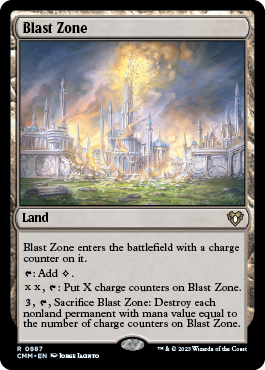 Blast Zone
Land
Blast Zone enters the battlefield with a charge
counter on it.
: Add .
X X, : Put X charge counters on Blast Zone.
3, , Sacrifice Blast Zone: Destroy each
nonland permanent with mana value equal to
the number of charge counters on Blast Zone.
R 0987
CMM • EN Jorge Jacinto
™ & © 2023 Wizards of the Coast